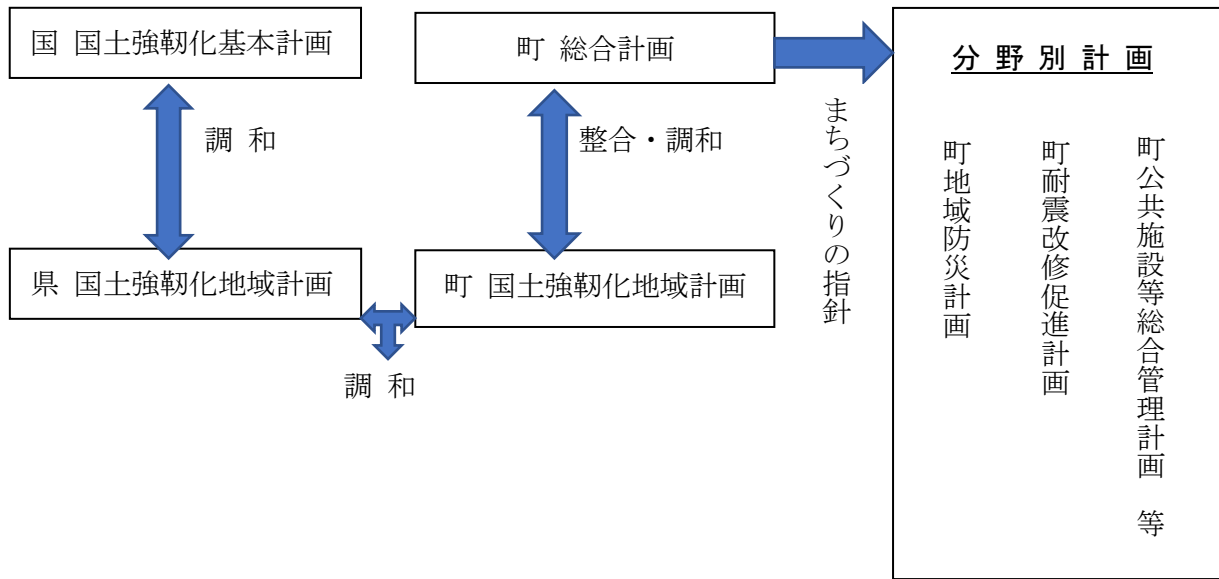 国 国土強靭化基本計画
町 総合計画
調 和
整合・調和
県 国土強靭化地域計画
町 国土強靭化地域計画
調 和
まちづくりの指針
分 野 別 計 画
町公共施設等総合管理計画 等
町耐震改修促進計画
町地域防災計画